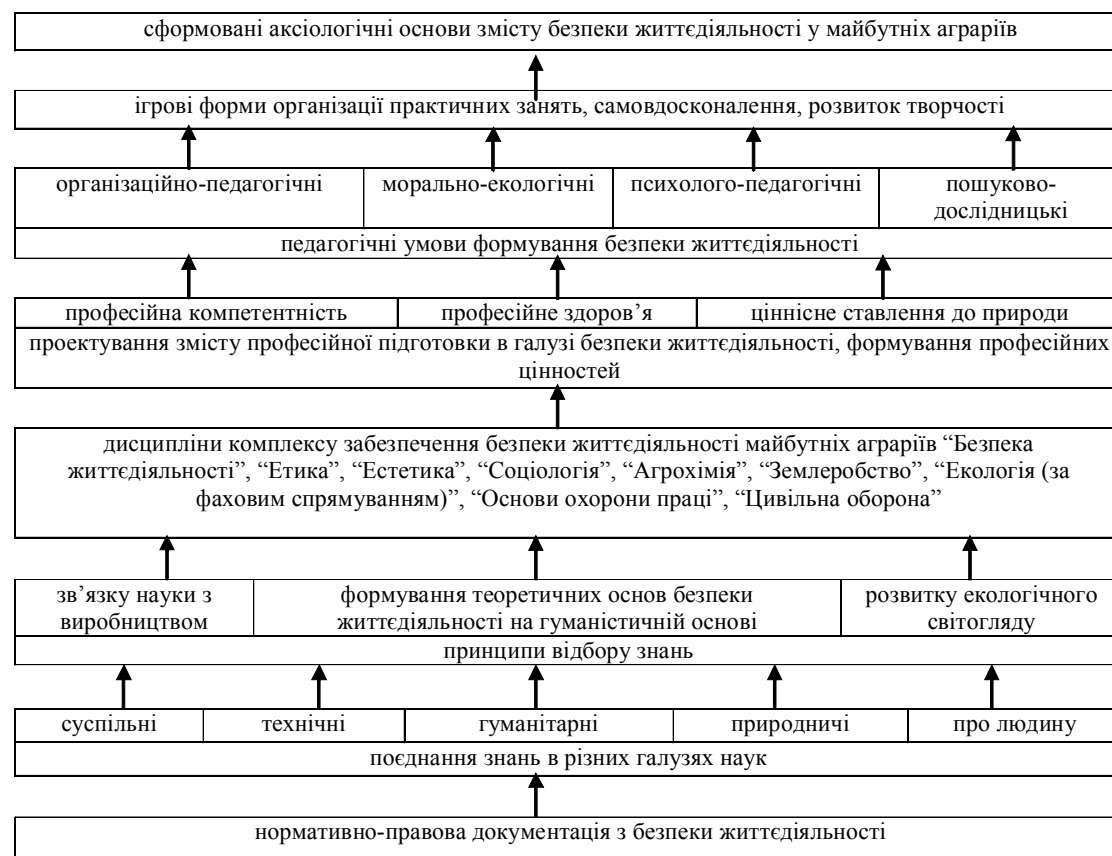 сформовані аксіологічні основи змісту безпеки життєдіяльності у майбутніх аграріїв
ігрові форми організації практичних занять, самовдосконалення, розвиток творчості
організаційно-педагогічні
морально-екологічні
психолого-педагогічні
пошуково-
дослідницькі
педагогічні умови формування безпеки життєдіяльності
професійна компетентність
професійне здоров’я
ціннісне ставлення до природи
проектування змісту професійної підготовки в галузі безпеки життєдіяльності, формування професійних
цінностей
дисципліни комплексу забезпечення безпеки життєдіяльності майбутніх аграріїв “Безпека
життєдіяльності”, “Етика”, “Естетика”, “Соціологія”, “Агрохімія”, “Землеробство”, “Екологія (за
фаховим спрямуванням)”, “Основи охорони праці”, “Цивільна оборона”
зв’язку науки з
виробництвом
формування теоретичних основ безпеки
життєдіяльності на гуманістичній основі
розвитку екологічного
світогляду
принципи відбору знань
суспільні
технічні
гуманітарні
природничі
про людину
поєднання знань в різних галузях наук
нормативно-правова документація з безпеки життєдіяльності